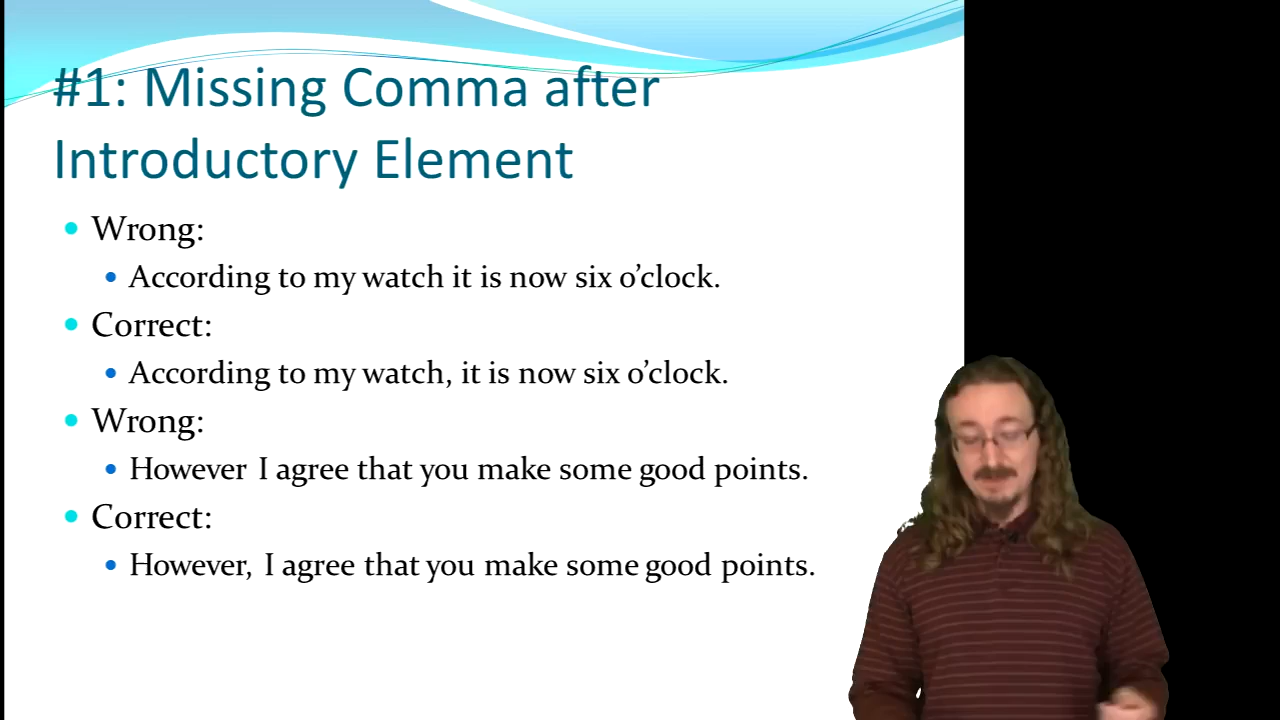 #1: Missing Comma after
Introductory Element
Wrong:
According to my watch it is now six o’clock.
Correct:
According to my watch, it is now six o’clock.
Wrong:
However I agree that you make some good points.
Correct:
However, I agree that you make some good points.